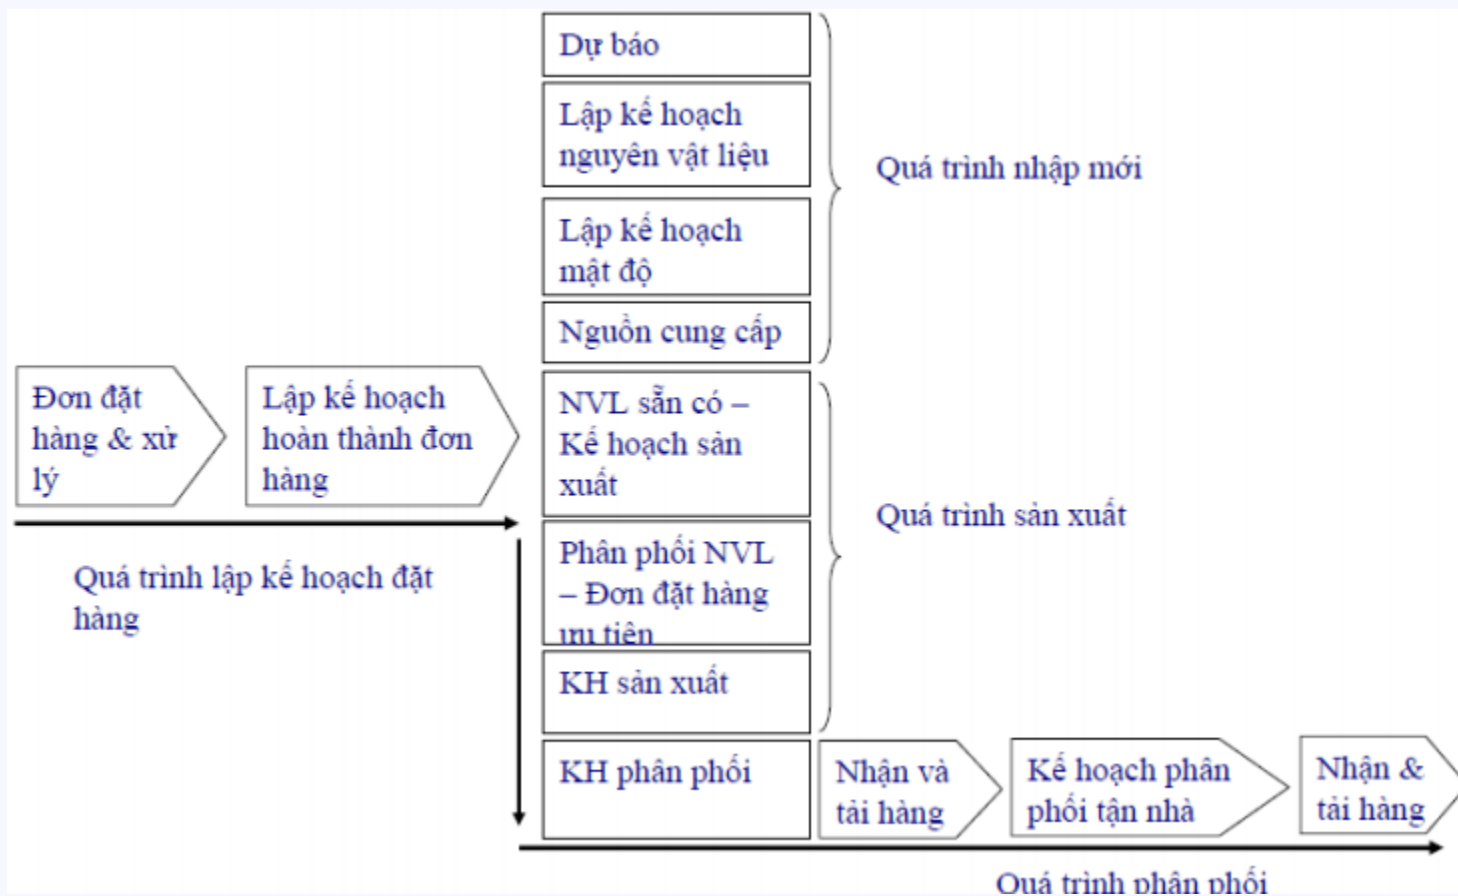 Dự báo
Lập kế hoạch
nguyên vật liệu
Quá trình nhập mới
Lập kế hoạch
mật độ
Nguồn cung cấp
Đơn đặt
hàng & xử
lý
Lập kế hoạch
hoàn thành đơn
hàng
NVL sẵn có –
Kế hoạch sản
xuất
Quá trình sản xuất
Quá trình lập kế hoạch đặt
hàng
Phân phối NVL
– Đơn đặt hàng
ưu tiên
KH sản xuất
KH phân phối
Nhận và
tải hàng
Kế hoạch phân
phối tận nhà
Nhận &
tải hàng
Quá trình phân phối